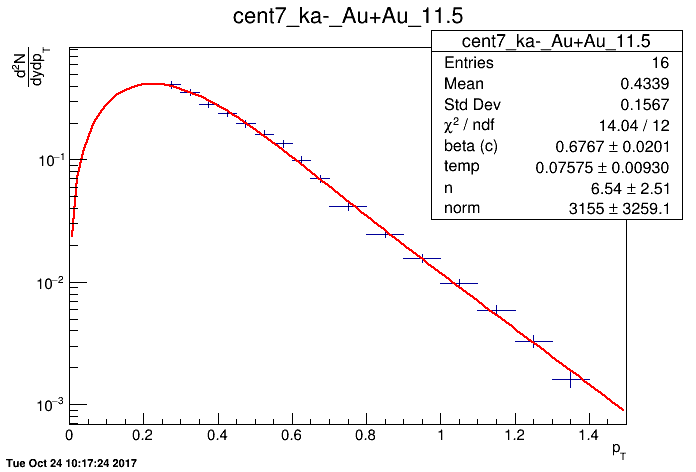 cent7_ka-_Au+Au_11.5
cent7_ka-_Au+Au_11.5
Entries 16
Mean 0.4339
Std Dev 0.1567
χ² / ndf 14.04 / 12
beta (c) 0.6767 ± 0.0201
temp 0.07575 ± 0.00930
n 6.54 ± 2.51
norm 3155 ± 3259.1
d²N
dydp_T
10⁻¹
10⁻²
10⁻³
0 0.2 0.4 0.6 0.8 1 1.2 1.4
p_T
Tue Oct 24 10:17:24 2017